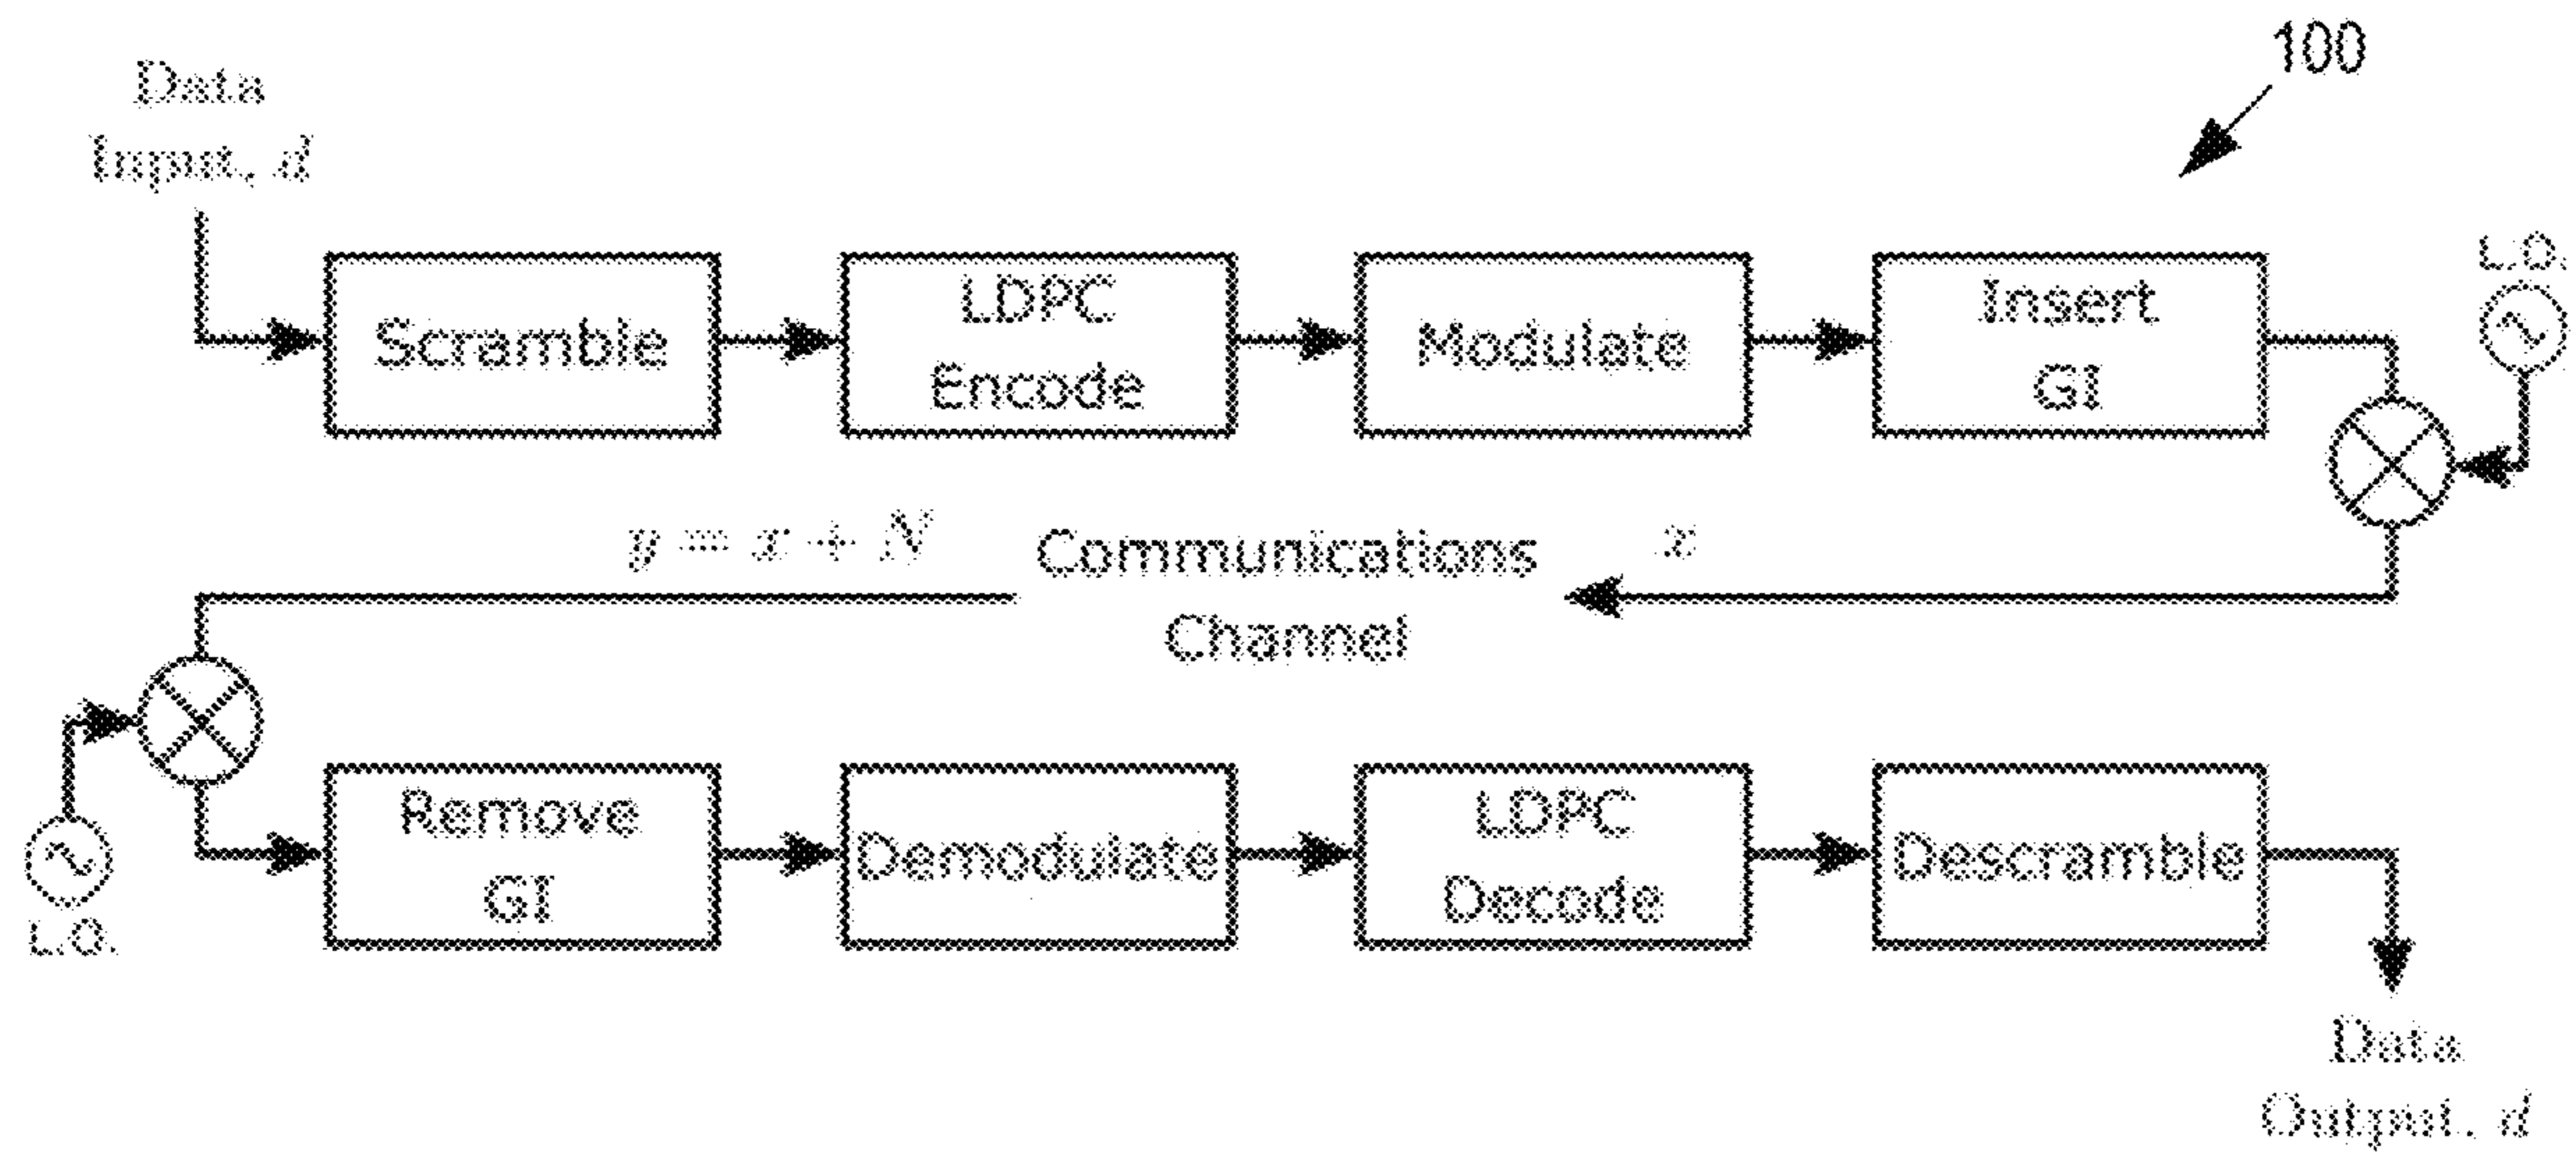 100
Data
Input, d
L.O.
Scramble
LDPC
Encode
Modulate
Insert
GI
y = x + N
Communications
Channel
x
L.O.
Remove
GI
Demodulate
LDPC
Decode
Descramble
Data
Output, d